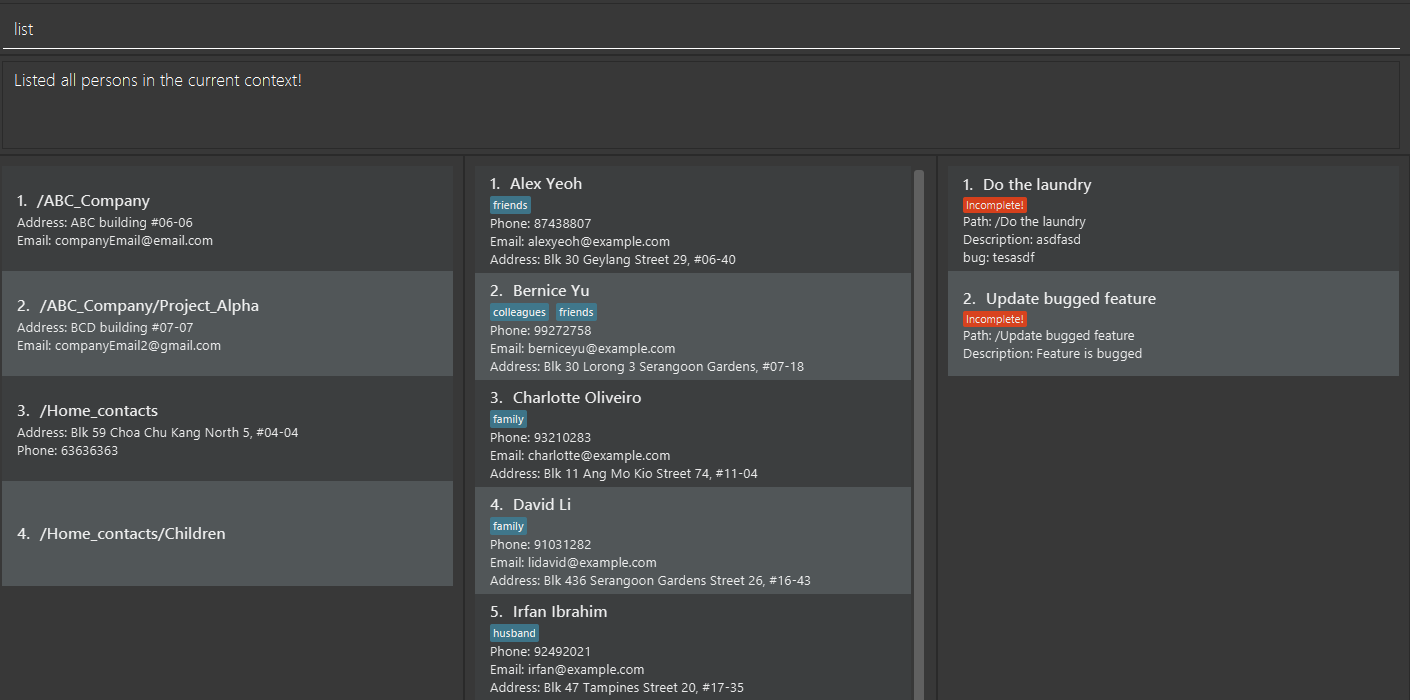 list
Listed all persons in the current context!
1. /ABC_Company
Address: ABC building #06-06
Email: companyEmail@email.com
2. /ABC_Company/Project_Alpha
Address: BCD building #07-07
Email: companyEmail2@gmail.com
3. /Home_contacts
Address: Blk 59 Choa Chu Kang North 5, #04-04
Phone: 63636363
4. /Home_contacts/Children
1. Alex Yeoh
friends
Phone: 87438807
Email: alexyeoh@example.com
Address: Blk 30 Geylang Street 29, #06-40
2. Bernice Yu
colleagues friends
Phone: 99272758
Email: berniceyu@example.com
Address: Blk 30 Lorong 3 Serangoon Gardens, #07-18
3. Charlotte Oliveiro
family
Phone: 93210283
Email: charlotte@example.com
Address: Blk 11 Ang Mo Kio Street 74, #11-04
4. David Li
family
Phone: 91031282
Email: lidavid@example.com
Address: Blk 436 Serangoon Gardens Street 26, #16-43
5. Irfan Ibrahim
husband
Phone: 92492021
Email: irfan@example.com
Address: Blk 47 Tampines Street 20, #17-35
1. Do the laundry
Incomplete!
Path: /Do the laundry
Description: asdfasd
bug: tesasdf
2. Update bugged feature
Incomplete!
Path: /Update bugged feature
Description: Feature is bugged